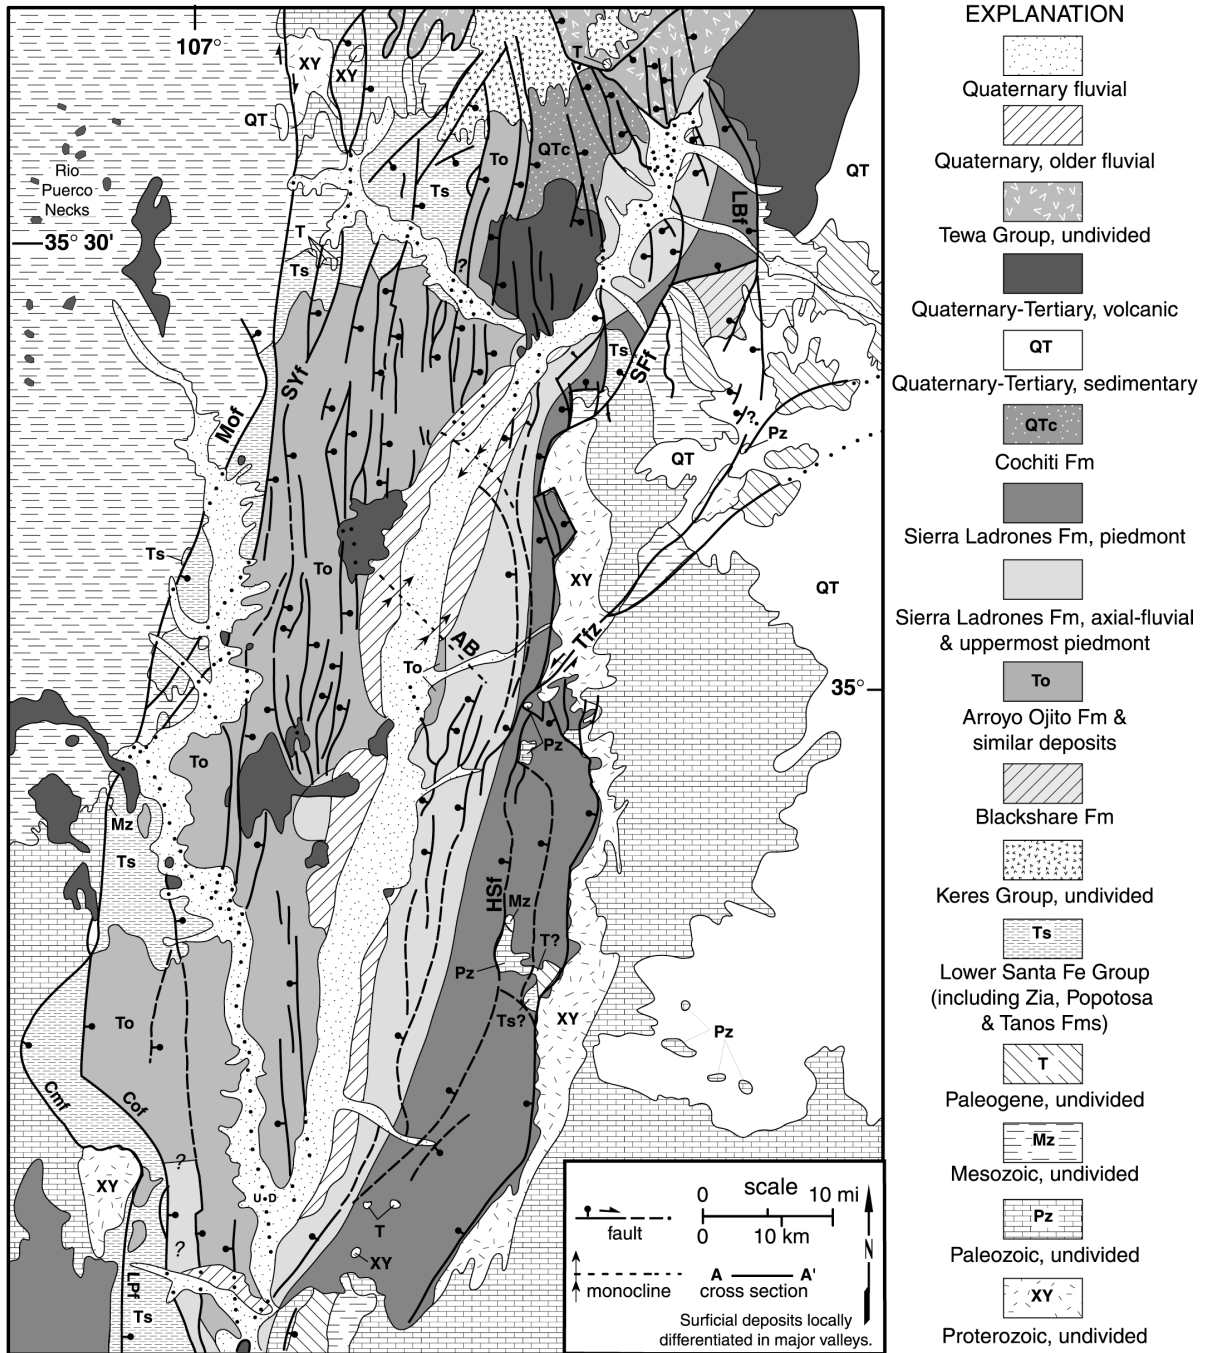 107°
XY
XY
QT
T
QTc
To
Ts
QT
Rio
Puerco
Necks
LBf
35° 30'
T
Ts
?
Ts
SFf
SYf
Mof
?
Pz
QT
Ts
To
XY
QT
AB
Tfz
To
35°
Pz
To
Mz
Ts
HSf
Mz
T?
Pz
Ts?
XY
To
Pz
Cmf
Cof
?
XY
U•D
?
T
XY
LPf
Ts
fault
monocline
scale
0 10 mi
0 10 km
A A'
cross section
N
Surficial deposits locally
differentiated in major valleys.
EXPLANATION
Quaternary fluvial
Quaternary, older fluvial
Tewa Group, undivided
Quaternary-Tertiary, volcanic
QT
Quaternary-Tertiary, sedimentary
QTc
Cochiti Fm
Sierra Ladrones Fm, piedmont
Sierra Ladrones Fm, axial-fluvial
& uppermost piedmont
To
Arroyo Ojito Fm &
similar deposits
Blackshare Fm
Keres Group, undivided
Ts
Lower Santa Fe Group
(including Zia, Popotosa
& Tanos Fms)
T
Paleogene, undivided
Mz
Mesozoic, undivided
Pz
Paleozoic, undivided
XY
Proterozoic, undivided